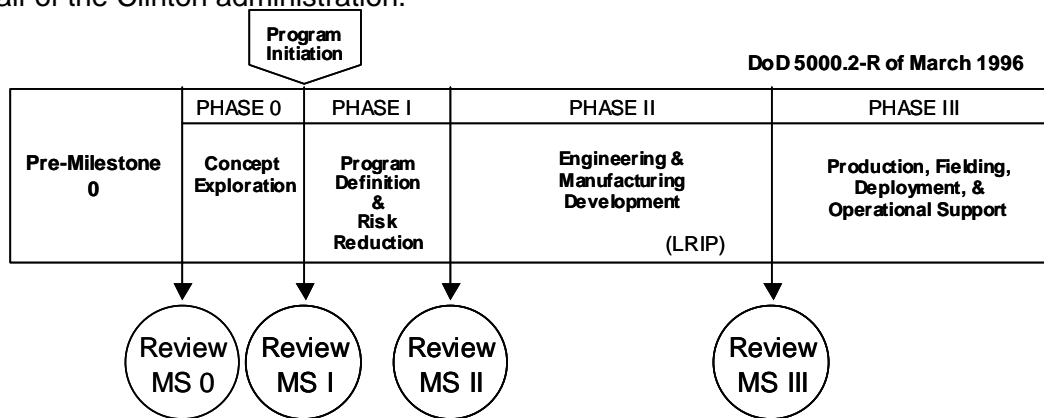 of the Clinton administration.
Program
Initiation
DoD 5000.2-R of March 1996
PHASE 0
PHASE I
PHASE II
PHASE III
Pre-Milestone
0
Concept
Exploration
Program
Definition
&
Risk
Reduction
Engineering &
Manufacturing
Development
(LRIP)
Production, Fielding,
Deployment, &
Operational Support
Review
MS 0
Review
MS I
Review
MS II
Review
MS III